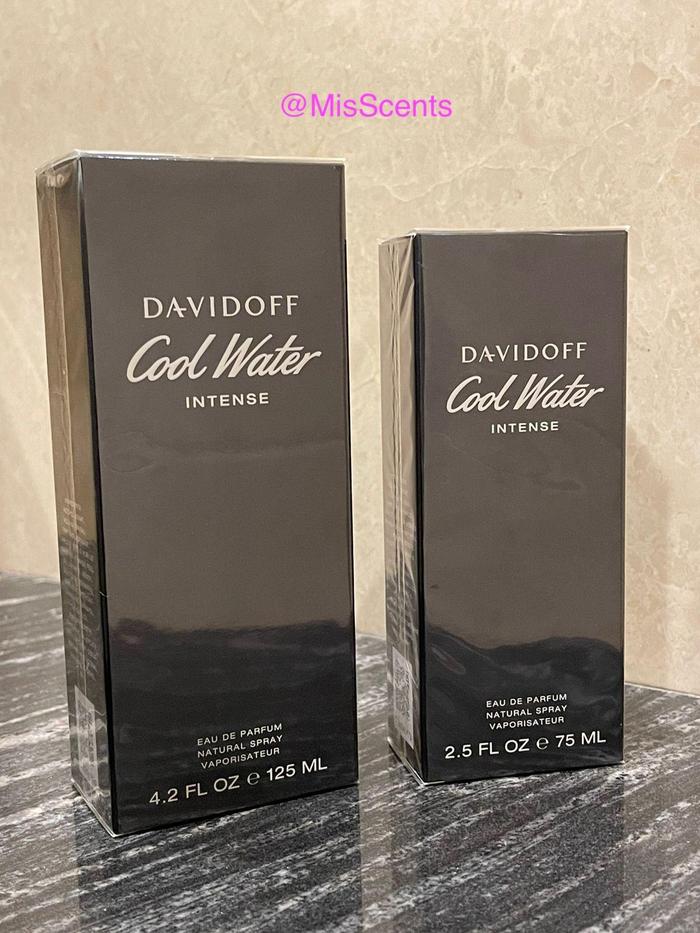 @MisScents
DAVIDOFF
Cool Water
INTENSE
EAU DE PARFUM
NATURAL SPRAY
VAPORISATEUR
4.2 FL OZ ℮ 125 ML
DAVIDOFF
Cool Water
INTENSE
EAU DE PARFUM
NATURAL SPRAY
VAPORISATEUR
2.5 FL OZ ℮ 75 ML